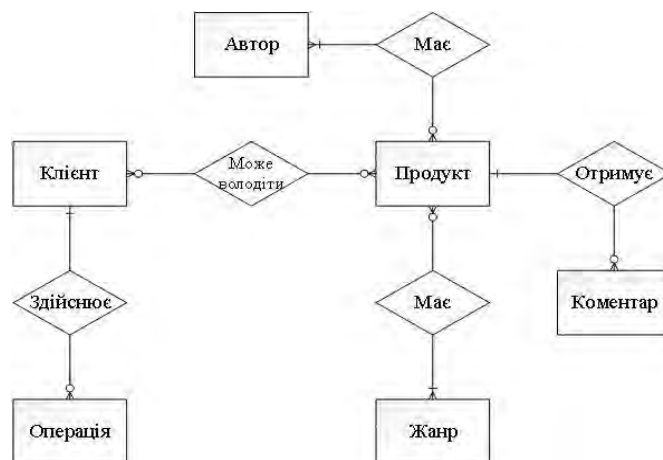 Автор
Має
Клієнт
Може
володіти
Продукт
Отримує
Здійснює
Має
Коментар
Операція
Жанр